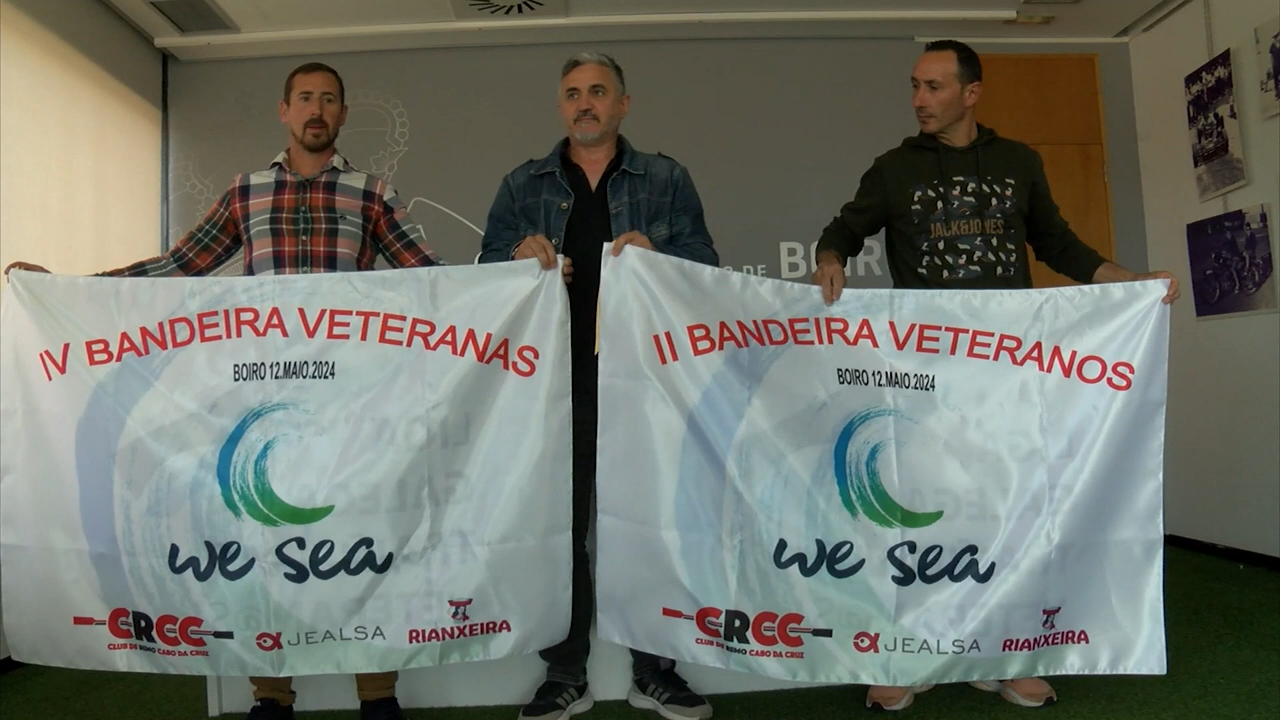 BOIR
JACK&JONES
IV BANDEIRA VETERANAS
BOIRO 12.MAIO.2024
we sea
CRCC
CLUB DE REMO CABO DA CRUZ
JEALSA
RIANXEIRA
II BANDEIRA VETERANOS
BOIRO 12.MAIO.2024
we sea
CRCC
CLUB DE REMO CABO DA CRUZ
JEALSA
RIANXEIRA